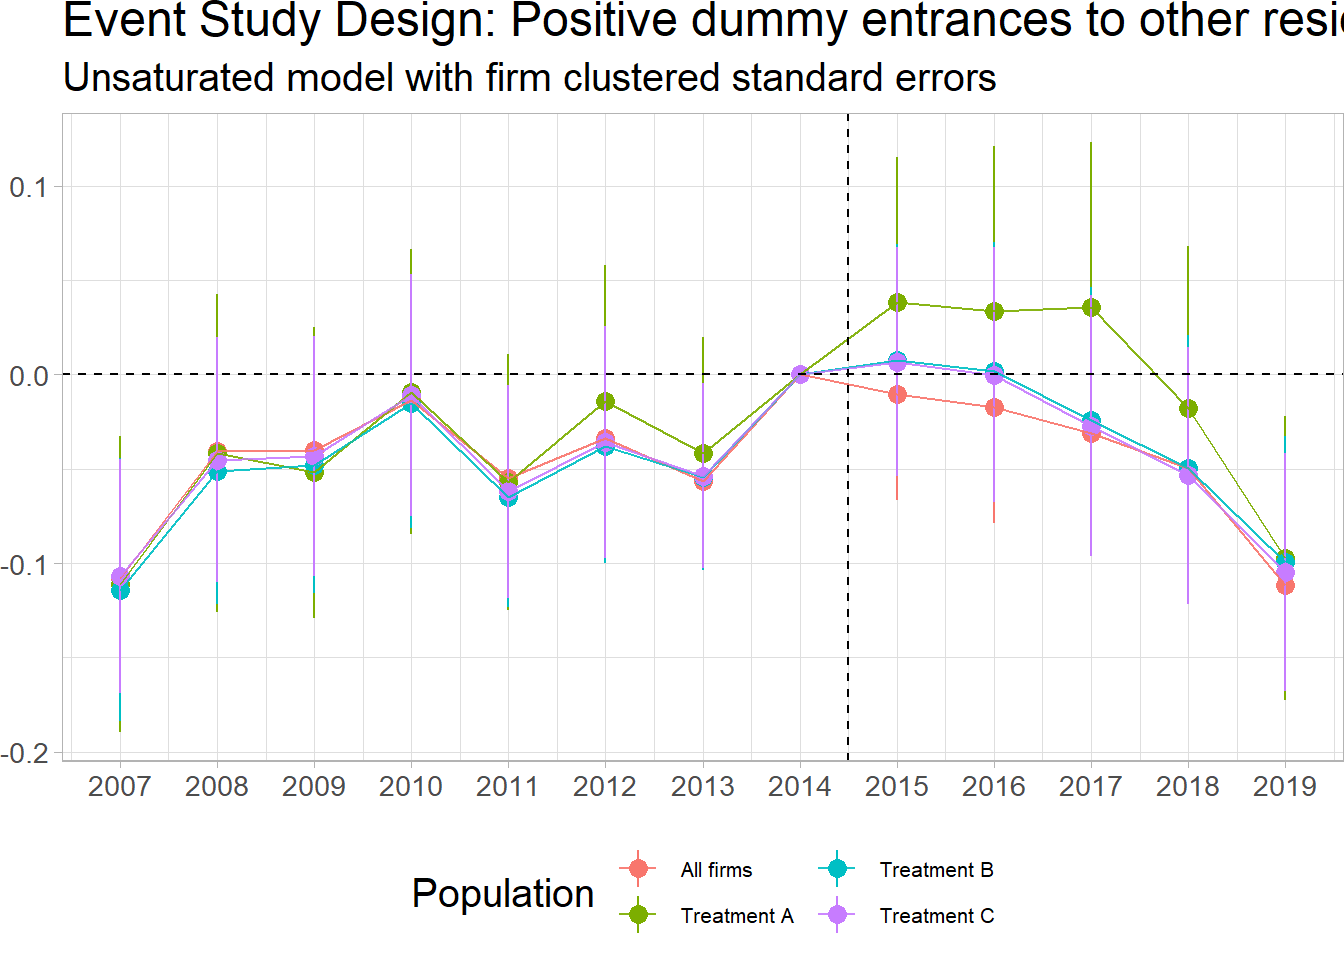 Event Study Design: Positive dummy entrances to other
Unsaturated model with firm clustered standard errors
0.1
0.0
-0.1
-0.2
2007 2008 2009 2010 2011 2012 2013 2014 2015 2016 2017 2018 2019
Population
All firms
Treatment A
Treatment B
Treatment C